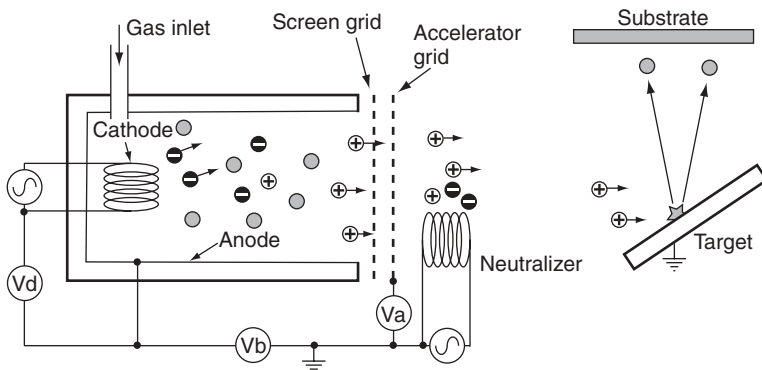 Gas inlet
Screen grid
Accelerator
grid
Substrate
Cathode
Anode
Neutralizer
Target
Vd
Va
Vb